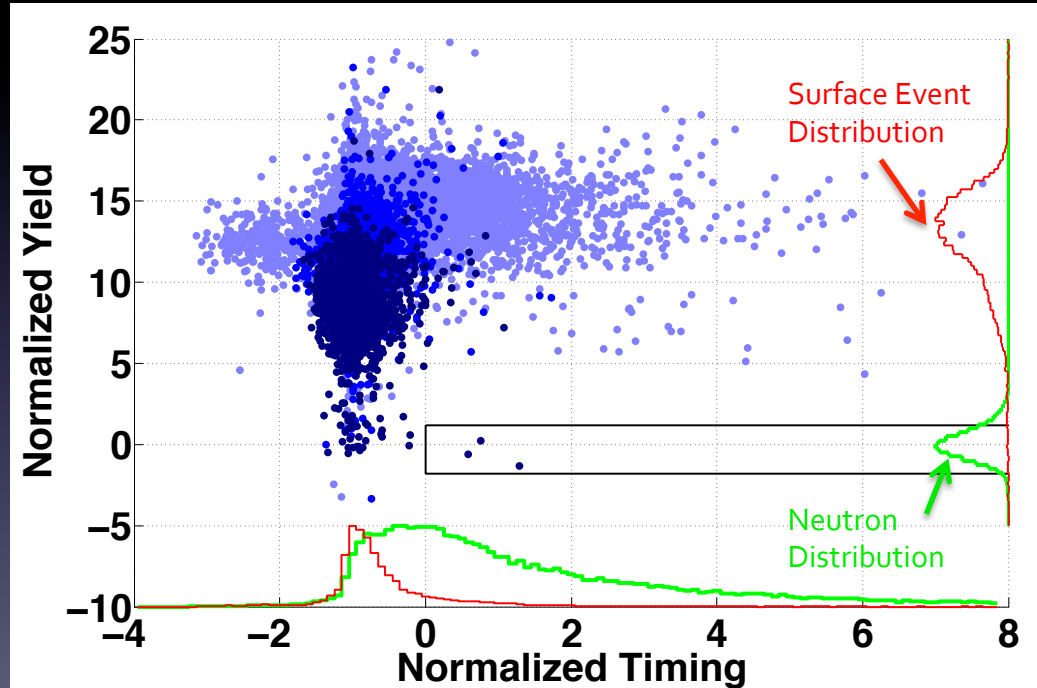 Normalized Yield
25
20
15
10
5
0
−5
−10
−4
−2
0
2
4
6
8
Normalized Timing
Surface Event
Distribution
Neutron
Distribution